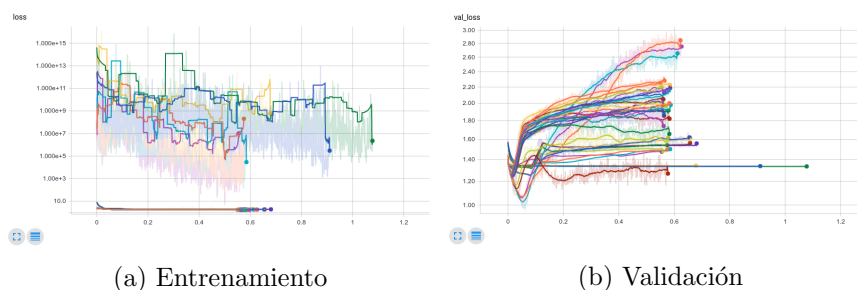 loss
1.000e+15
1.000e+13
1.000e+11
1.000e+9
1.000e+7
1.000e+5
1.00e+3
10.0
0 0.2 0.4 0.6 0.8 1 1.2
(a) Entrenamiento
val_loss
3.00
2.80
2.60
2.40
2.20
2.00
1.80
1.60
1.40
1.20
1.00
0 0.2 0.4 0.6 0.8 1 1.2
(b) Validación